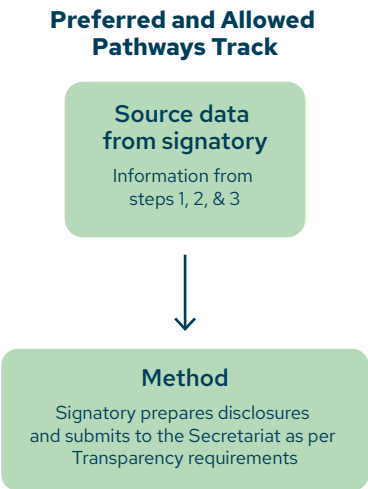 Preferred and Allowed
Pathways Track
Source data
from signatory
Information from
steps 1, 2, & 3
Method
Signatory prepares disclosures
and submits to the Secretariat as per
Transparency requirements